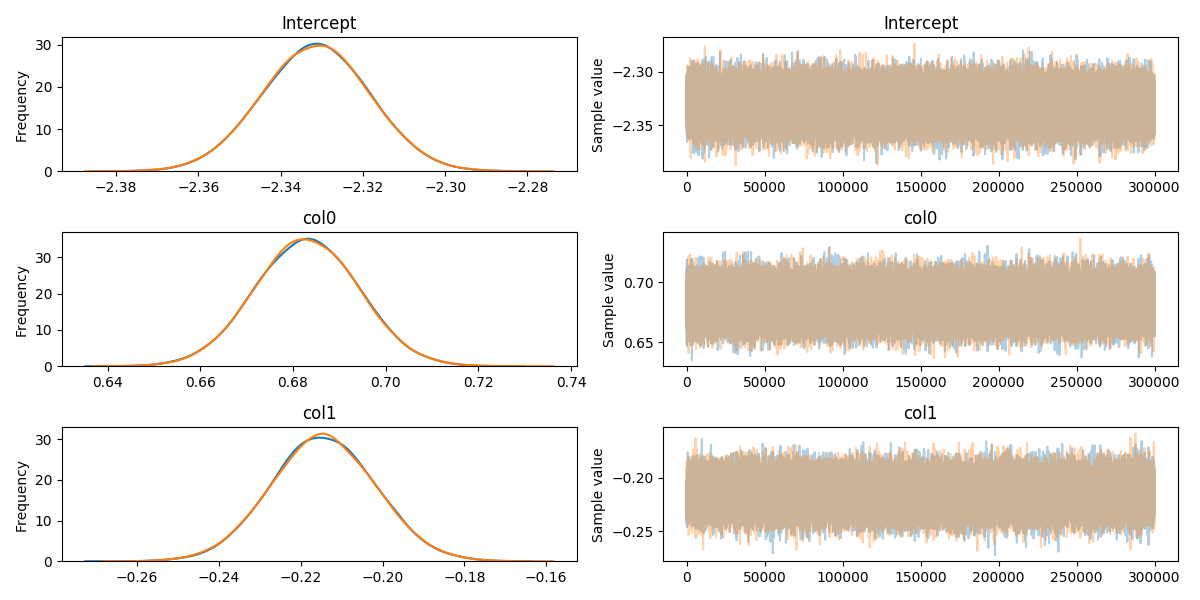 Intercept
Frequency
30
20
10
0
−2.38 −2.36 −2.34 −2.32 −2.30 −2.28
Intercept
Sample value
−2.30
−2.35
0 50000 100000 150000 200000 250000 300000
col0
Frequency
30
20
10
0
0.64 0.66 0.68 0.70 0.72 0.74
col0
Sample value
0.70
0.65
0 50000 100000 150000 200000 250000 300000
col1
Frequency
30
20
10
0
−0.26 −0.24 −0.22 −0.20 −0.18 −0.16
col1
Sample value
−0.20
−0.25
0 50000 100000 150000 200000 250000 300000